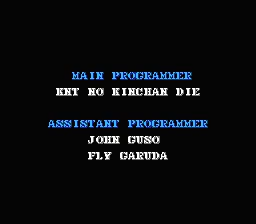 MAIN PROGRAMMER
KNT NO KINCHAN DIE
ASSISTANT PROGRAMMER
JOHN GUSO
FLY GARUDA